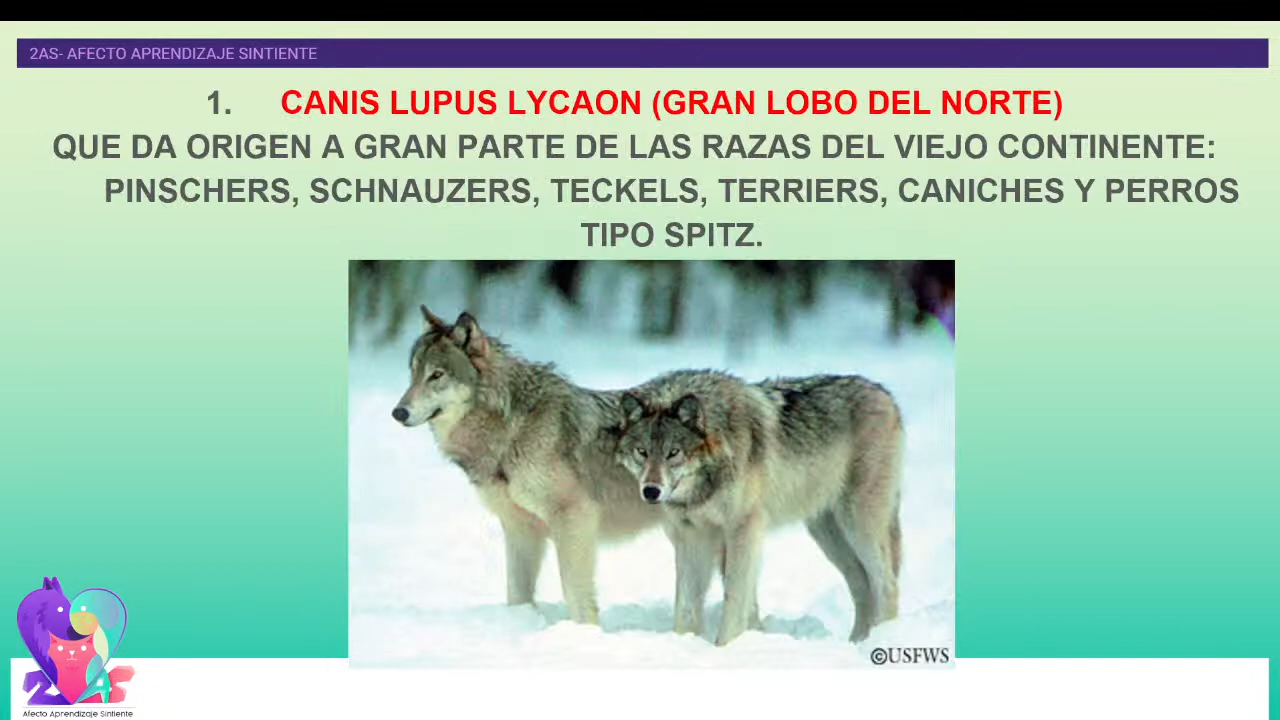 2AS- AFECTO APRENDIZAJE SINTIENTE
1. CANIS LUPUS LYCAON (GRAN LOBO DEL NORTE)
QUE DA ORIGEN A GRAN PARTE DE LAS RAZAS DEL VIEJO CONTINENTE:
PINSCHERS, SCHNAUZERS, TECKELS, TERRIERS, CANICHES Y PERROS
TIPO SPITZ.
©USFWS
2AS
Afecto Aprendizaje Sintiente